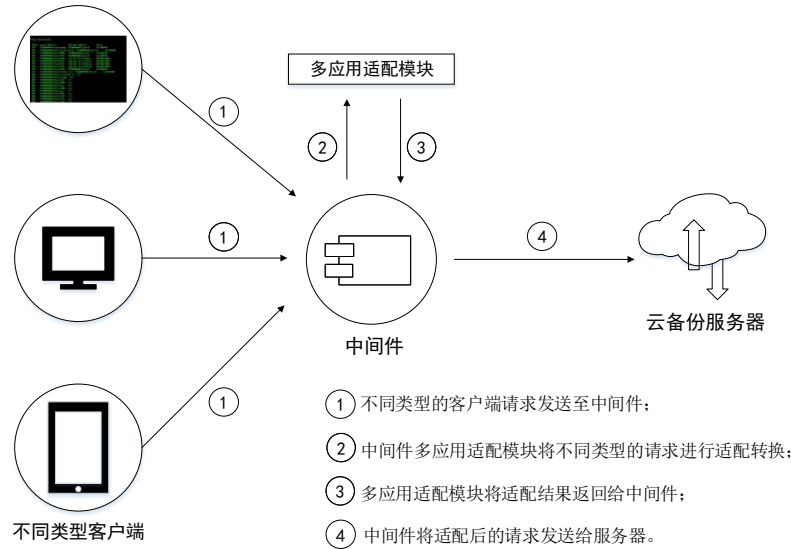 多应用适配模块
①
②
③
①
④
云备份服务器
中间件
①
① 不同类型的客户端请求发送至中间件;
② 中间件多应用适配模块将不同类型的请求进行适配转换;
③ 多应用适配模块将适配结果返回给中间件;
④ 中间件将适配后的请求发送给服务器。
不同类型客户端